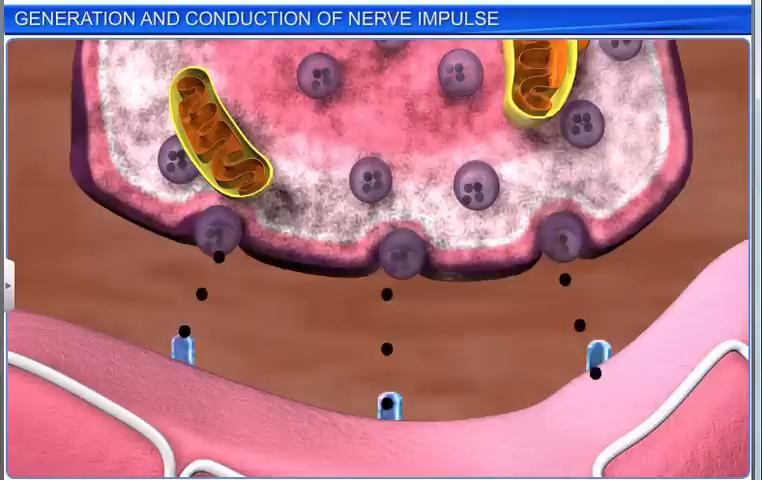 GENERATION AND CONDUCTION OF NERVE IMPULSE